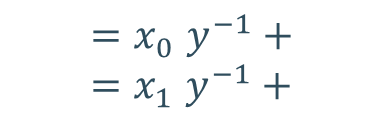 = x₀ y⁻¹ +
= x₁ y⁻¹ +